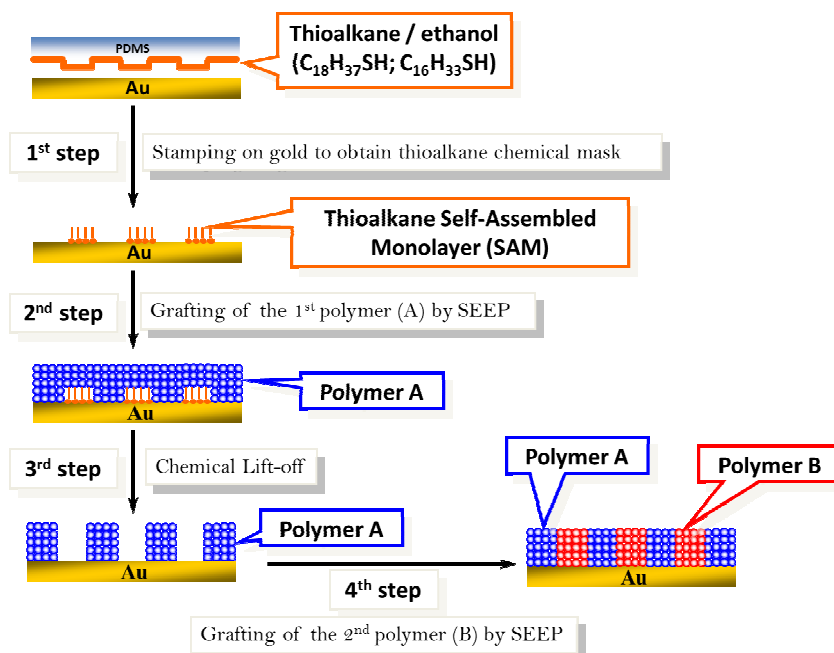 PDMS
Au
Thioalkane / ethanol
(C₁₈H₃₇SH; C₁₆H₃₃SH)
1ˢᵗ step
Stamping on gold to obtain thioalkane chemical mask
Au
Thioalkane Self-Assembled
Monolayer (SAM)
2ⁿᵈ step
Grafting of the 1ˢᵗ polymer (A) by SEEP
Au
Polymer A
3ʳᵈ step
Chemical Lift-off
Polymer A
Au
4ᵗʰ step
Grafting of the 2ⁿᵈ polymer (B) by SEEP
Polymer A
Polymer B
Au